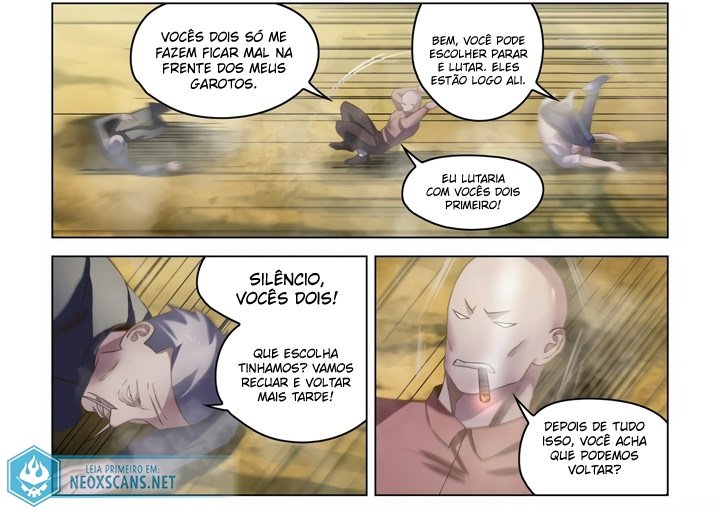 VOCÊS DOIS SÓ ME
FAZEM FICAR MAL NA
FRENTE DOS MEUS
GAROTOS.
BEM, VOCÊ PODE
ESCOLHER PARAR
E LUTAR. ELES
ESTÃO LOGO ALI.
EU LUTARIA
COM VOCÊS DOIS
PRIMEIRO!
SILÊNCIO,
VOCÊS DOIS!
QUE ESCOLHA
TINHAMOS? VAMOS
RECUAR E VOLTAR
MAIS TARDE!
DEPOIS DE TUDO
ISSO, VOCÊ ACHA
QUE PODEMOS
VOLTAR?
LEIA PRIMEIRO EM:
NEOXSCANS.NET